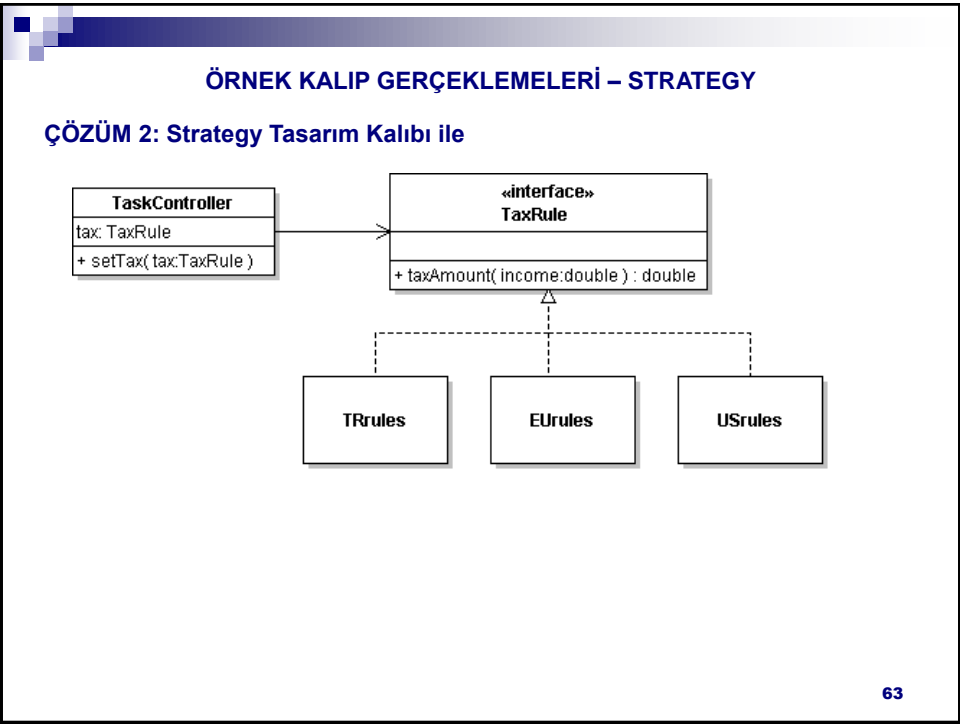 ÖRNEK KALIP GERÇEKLEMELERİ – STRATEGY
ÇÖZÜM 2: Strategy Tasarım Kalıbı ile
TaskController
tax: TaxRule
+ setTax( tax:TaxRule )
«interface»
TaxRule
+ taxAmount( income:double ) : double
TRrules
EUrules
USrules
63